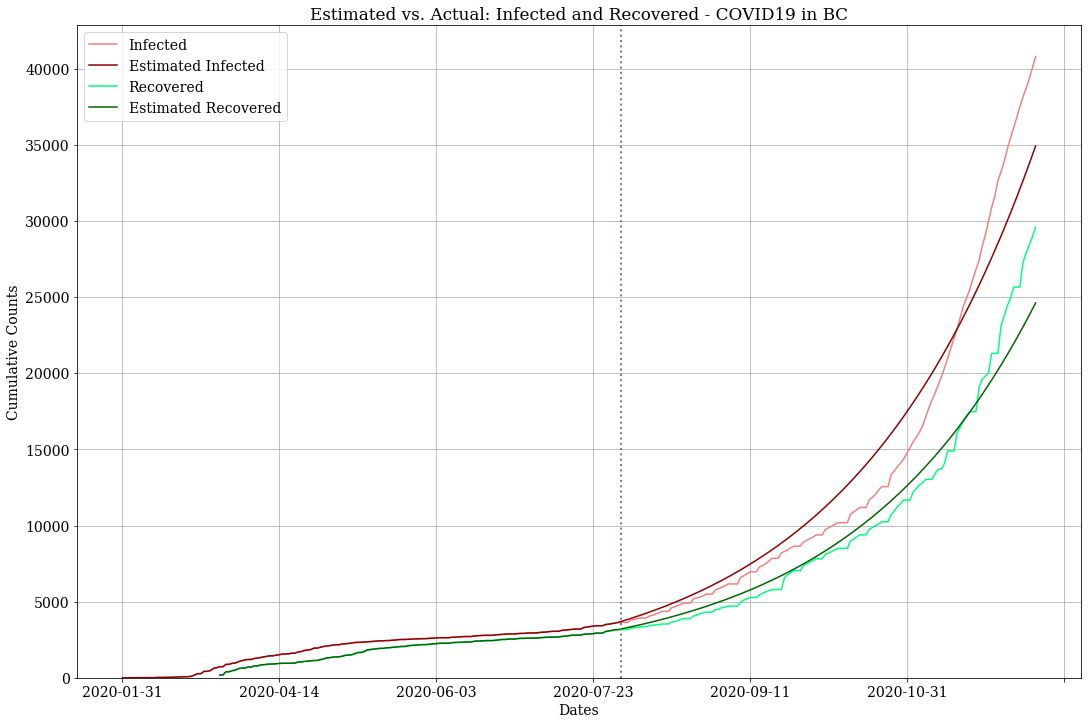 Estimated vs. Actual: Infected and Recovered - COVID19 in BC
Infected
Estimated Infected
Recovered
Estimated Recovered
Cumulative Counts
40000
35000
30000
25000
20000
15000
10000
5000
0
2020-01-31
2020-04-14
2020-06-03
2020-07-23
2020-09-11
2020-10-31
Dates